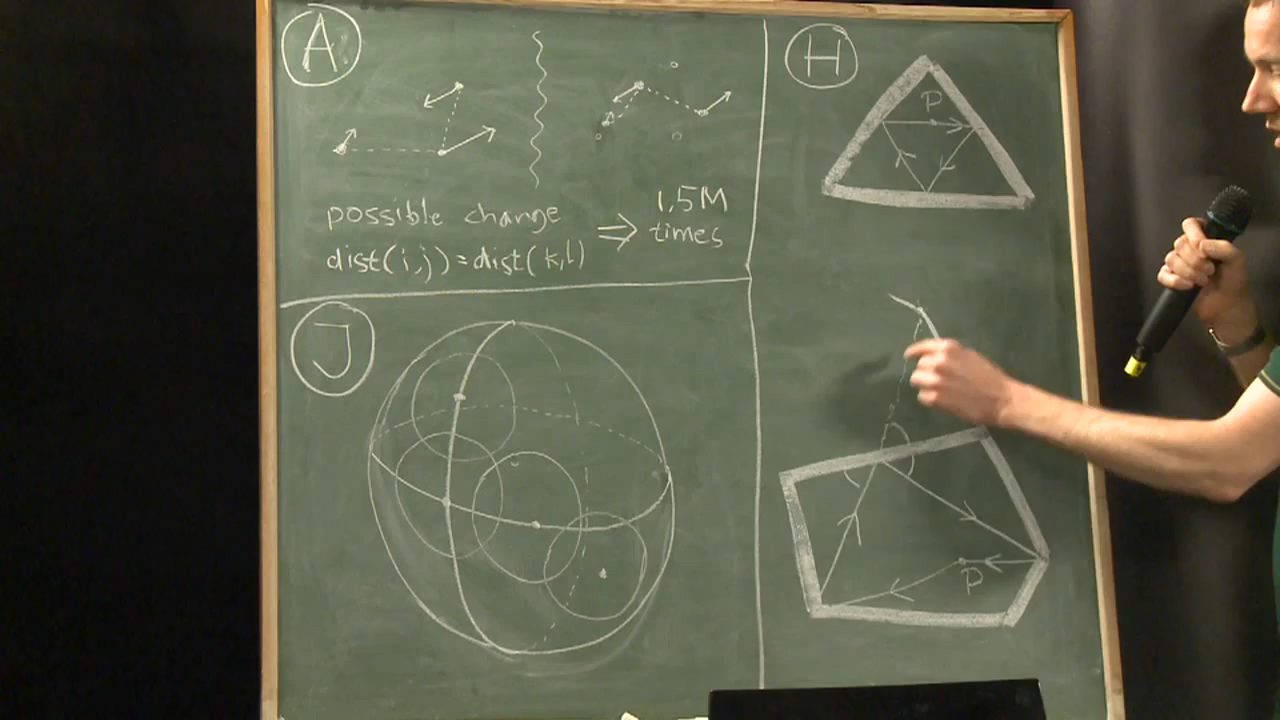 A
possible change
dist(i,j)=dist(k,l)
⇒ 1,5M
times
H
P
J
P